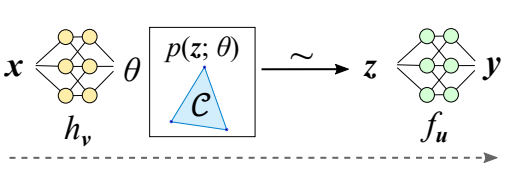 x θ p(z; θ) ~ z y
C
h_v f_u